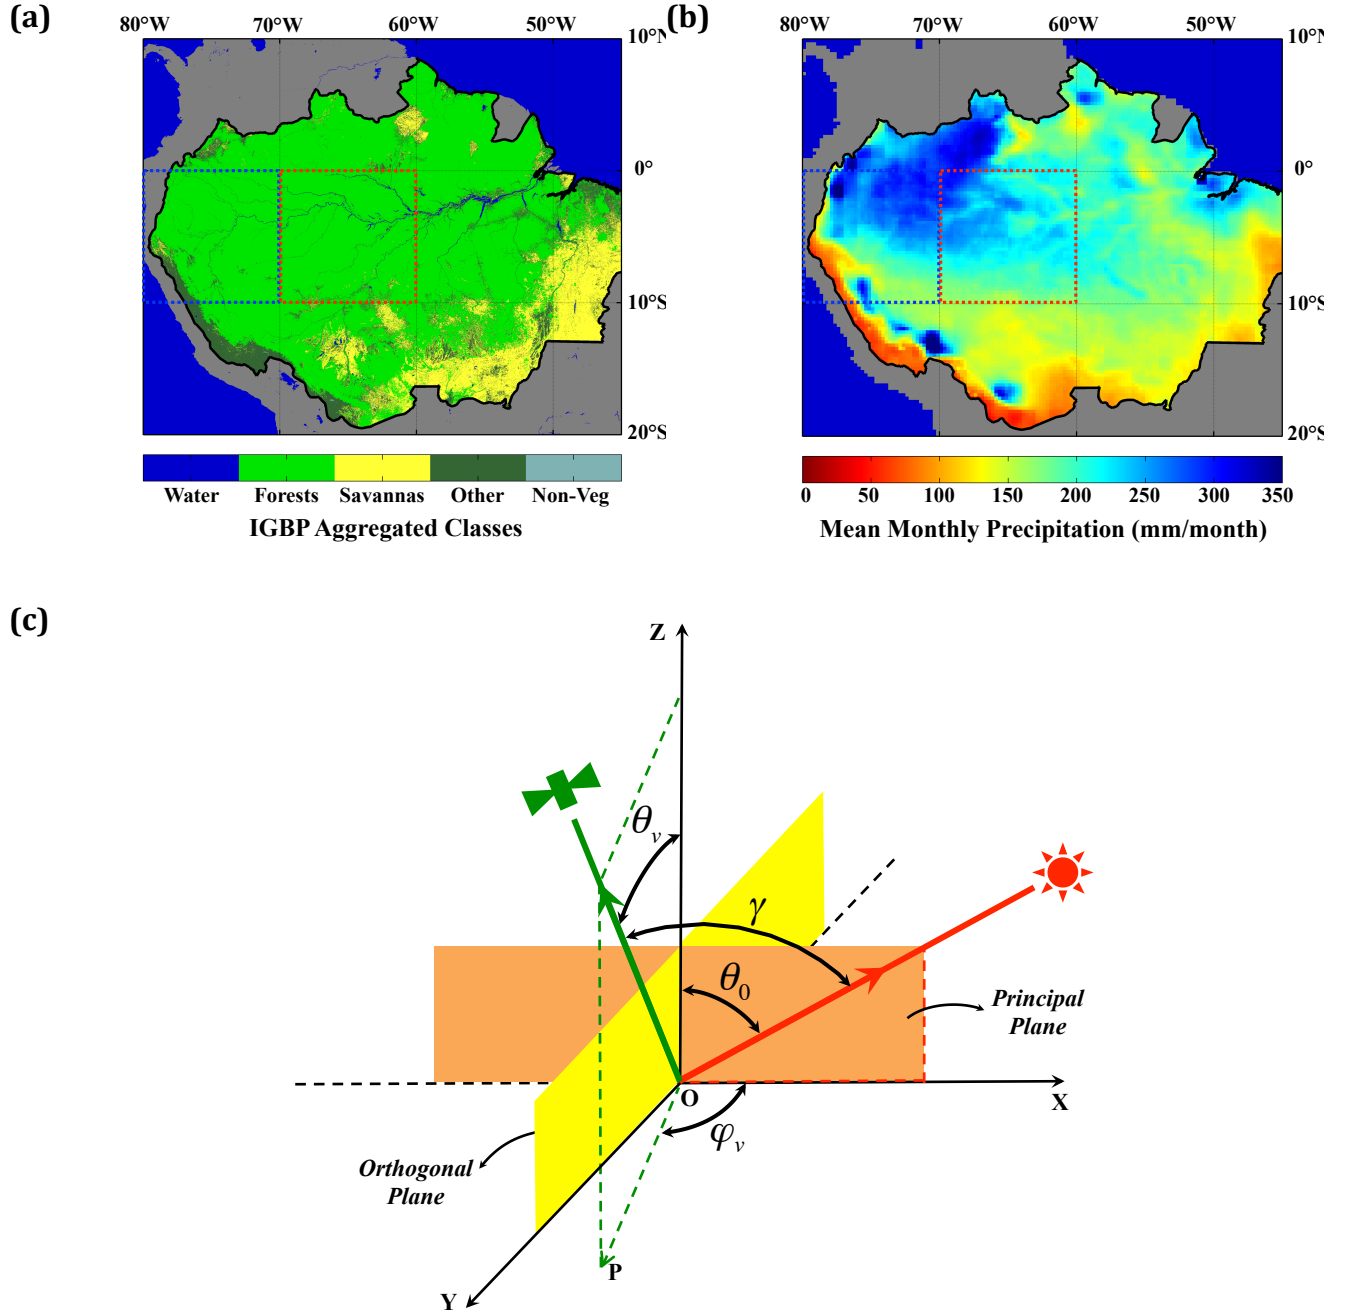 (a)
(b)
80°W 70°W 60°W 50°W
80°W 70°W 60°W 50°W
10°N
0°
10°S
20°S
10°N
0°
10°S
20°S
Water Forests Savannas Other Non-Veg
IGBP Aggregated Classes
0 50 100 150 200 250 300 350
Mean Monthly Precipitation (mm/month)
(c)
Z
θv
γ
θ0
Principal
Plane
O
X
φv
Orthogonal
Plane
P
Y